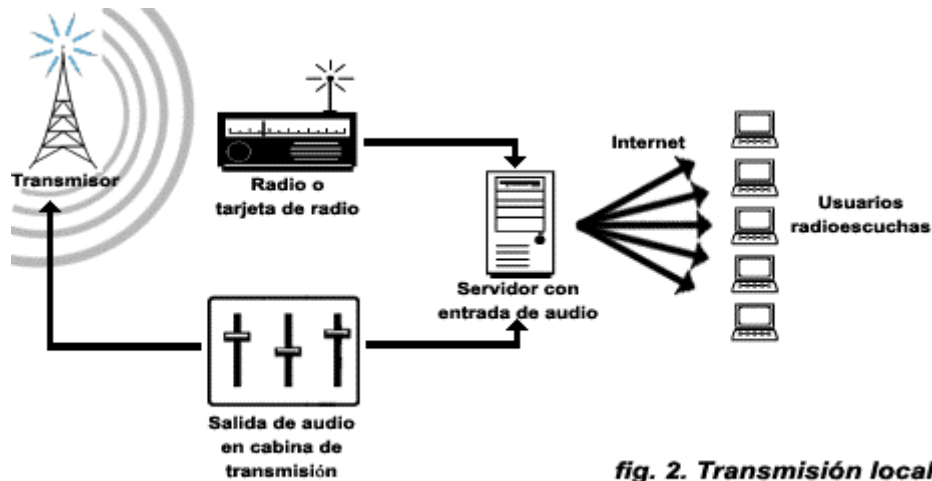 Transmisor
Radio o
tarjeta de radio
Internet
Usuarios
radioescuchas
Servidor con
entrada de audio
Salida de audio
en cabina de
transmisión
fig. 2. Transmisión local